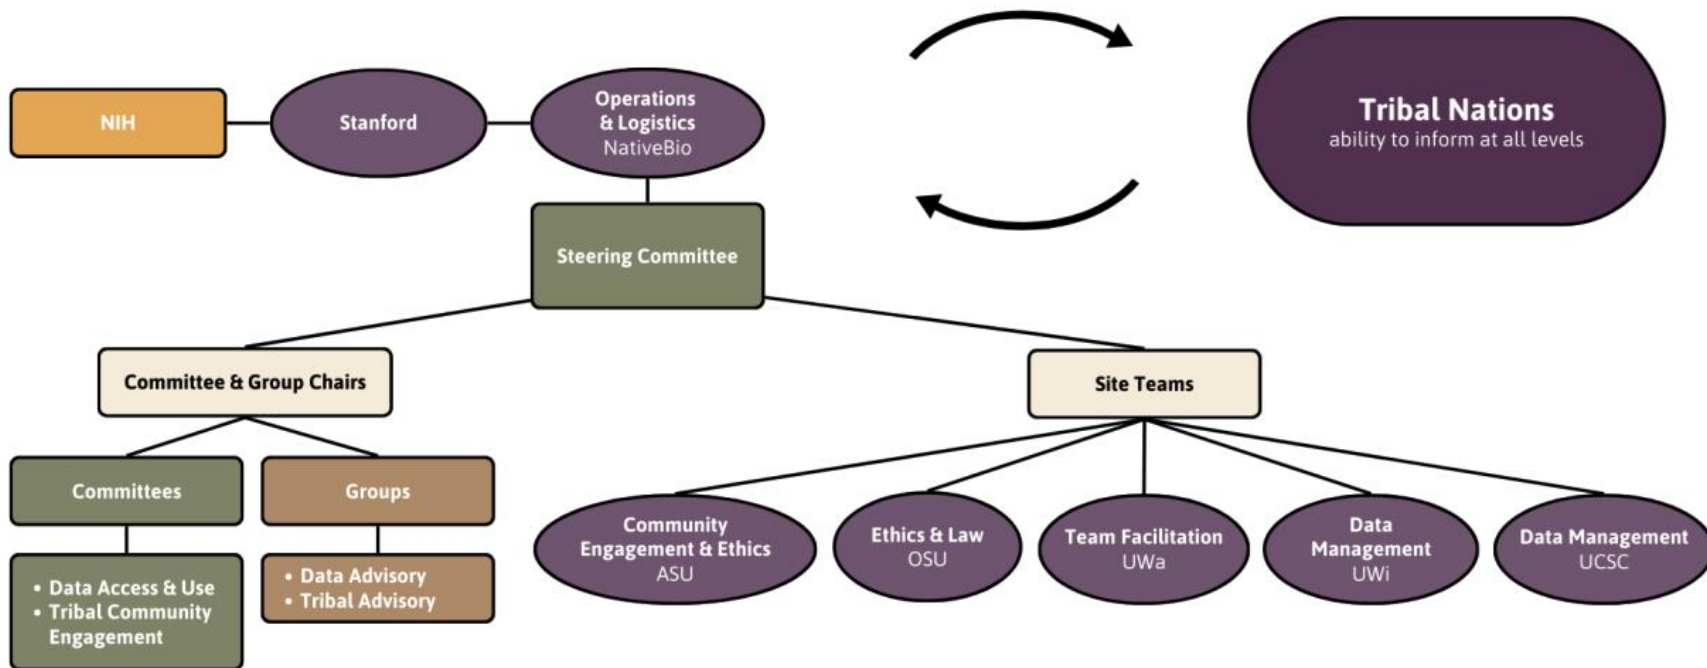 NIH
Stanford
Operations
& Logistics
NativeBio
Tribal Nations
ability to inform at all levels
Steering Committee
Committee & Group Chairs
Site Teams
Committees
Groups
• Data Access & Use
• Tribal Community
Engagement
• Data Advisory
• Tribal Advisory
Community
Engagement & Ethics
ASU
Ethics & Law
OSU
Team Facilitation
UWa
Data
Management
UWi
Data Management
UCSC